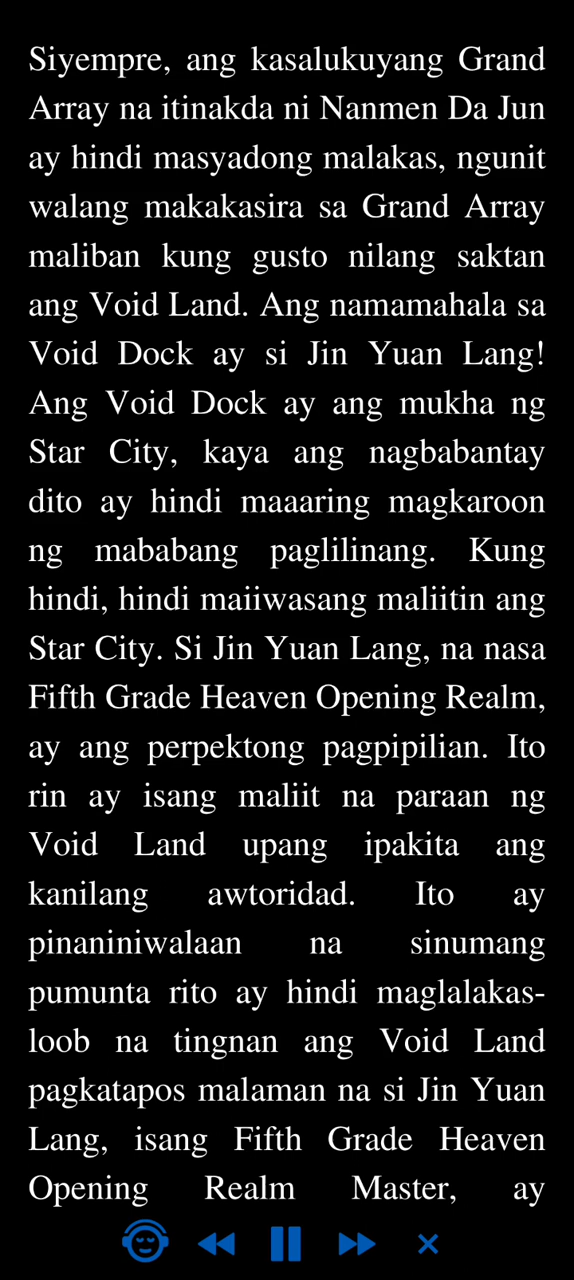 Siyempre, ang kasalukuyang Grand
Array na itinakda ni Nanmen Da Jun
ay hindi masyadong malakas, ngunit
walang makakasira sa Grand Array
maliban kung gusto nilang saktan
ang Void Land. Ang namamahala sa
Void Dock ay si Jin Yuan Lang!
Ang Void Dock ay ang mukha ng
Star City, kaya ang nagbabantay
dito ay hindi maaaring magkaroon
ng mababang paglilinang. Kung
hindi, hindi maiiwasang maliitin ang
Star City. Si Jin Yuan Lang, na nasa
Fifth Grade Heaven Opening Realm,
ay ang perpektong pagpipilian. Ito
rin ay isang maliit na paraan ng
Void Land upang ipakita ang
kanilang awtoridad. Ito ay
pinaniniwalaan na sinumang
pumunta rito ay hindi maglalakas-
loob na tingnan ang Void Land
pagkatapos malaman na si Jin Yuan
Lang, isang Fifth Grade Heaven
Opening Realm Master, ay